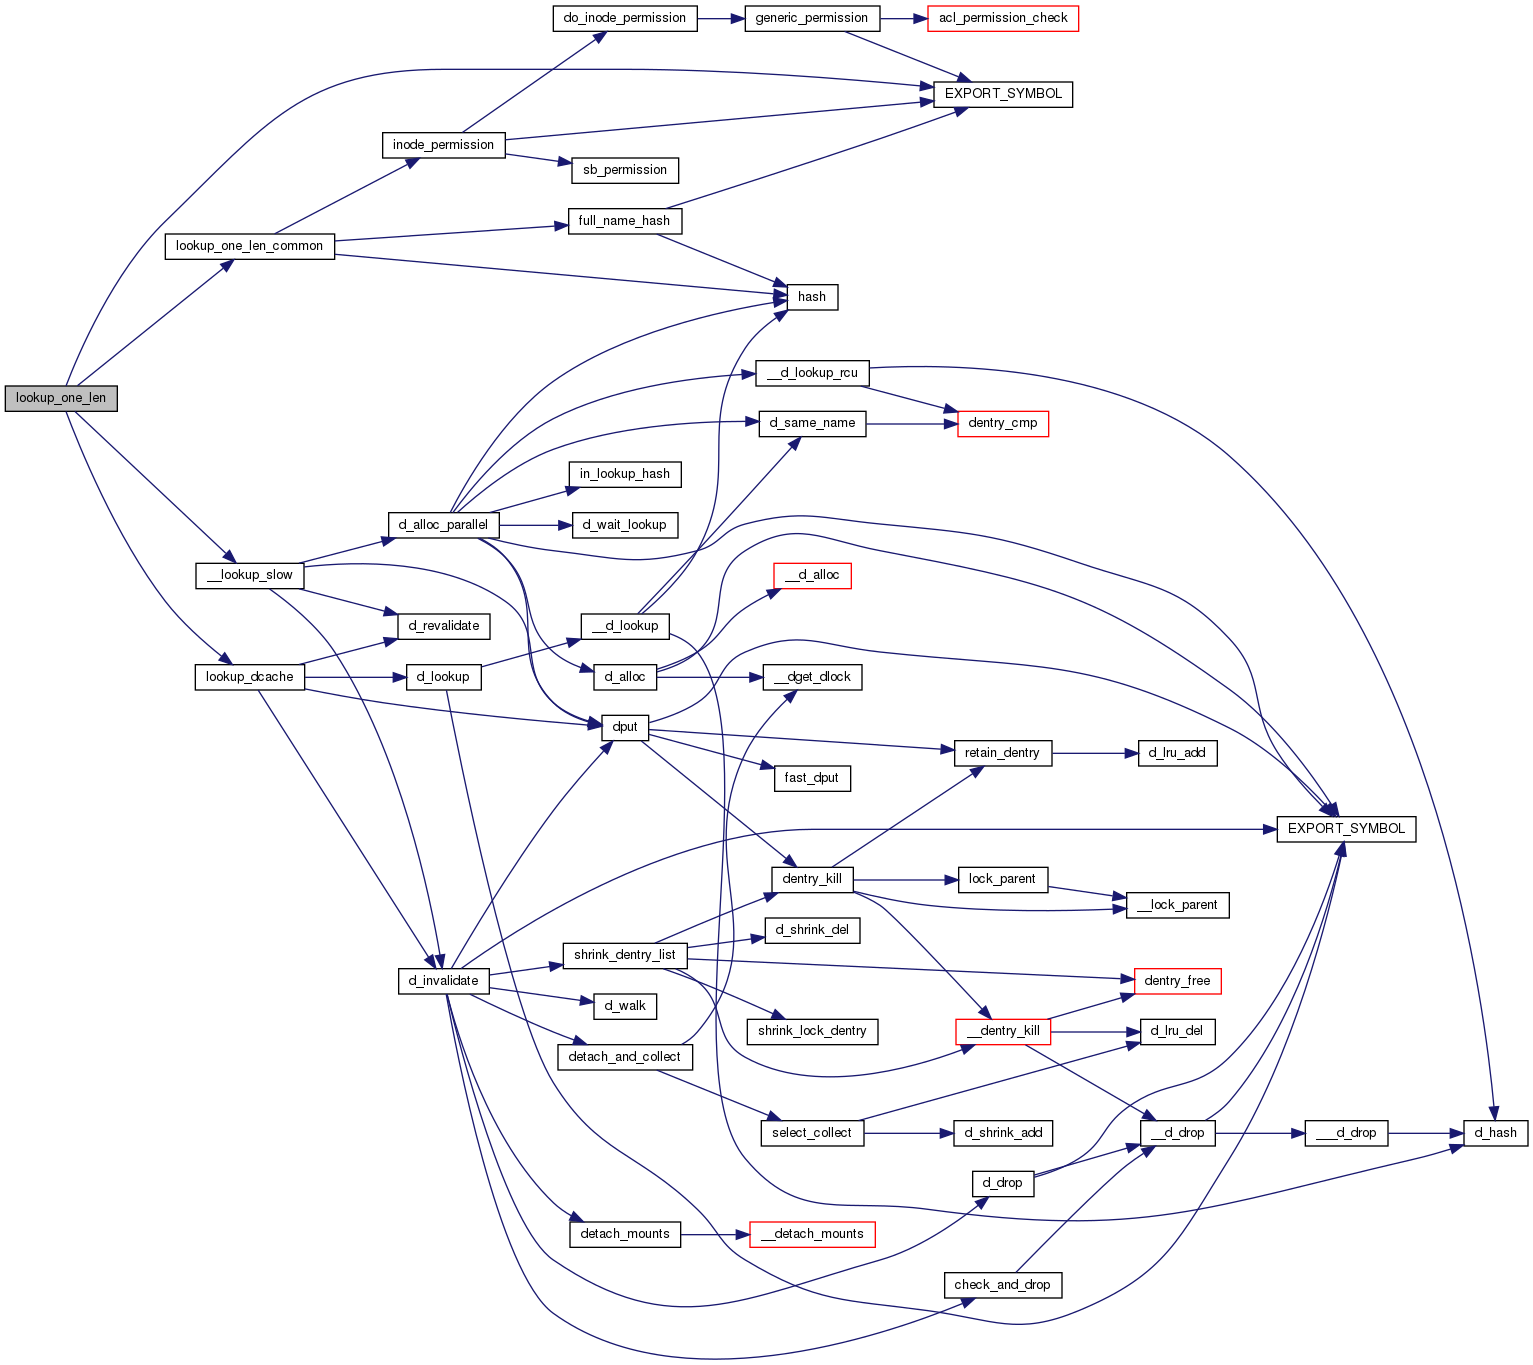 do_inode_permission
generic_permission
acl_permission_check
EXPORT_SYMBOL
inode_permission
sb_permission
full_name_hash
lookup_one_len_common
hash
__d_lookup_rcu
lookup_one_len
d_same_name
dentry_cmp
in_lookup_hash
d_alloc_parallel
d_wait_lookup
__lookup_slow
__d_alloc
d_revalidate
__d_lookup
lookup_dcache
d_lookup
d_alloc
__dget_dlock
dput
retain_dentry
d_lru_add
fast_dput
EXPORT_SYMBOL
dentry_kill
lock_parent
__lock_parent
d_shrink_del
shrink_dentry_list
d_invalidate
dentry_free
d_walk
shrink_lock_dentry
__dentry_kill
d_lru_del
detach_and_collect
select_collect
d_shrink_add
__d_drop
___d_drop
d_hash
d_drop
detach_mounts
__detach_mounts
check_and_drop